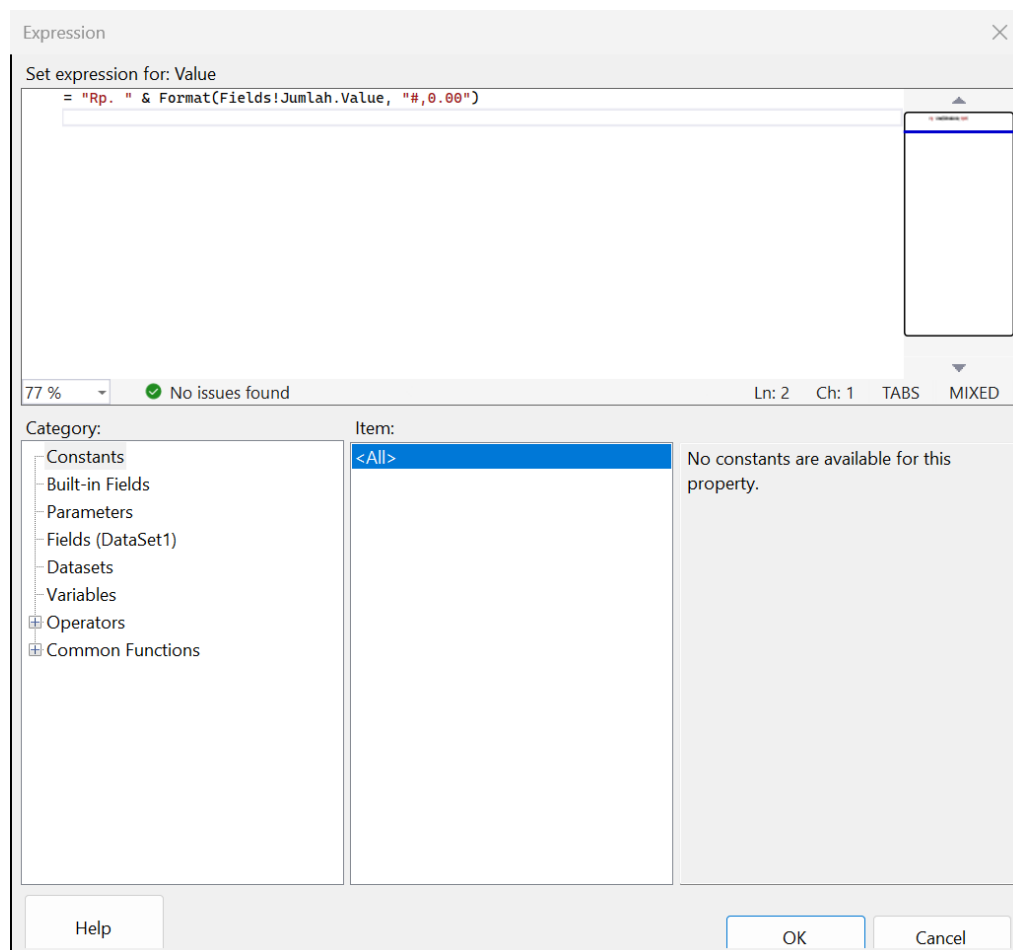 Expression
Set expression for: Value
= "Rp. " & Format(Fields!Jumlah.Value, "#,0.00")
77 %
No issues found
Ln: 2
Ch: 1
TABS
MIXED
Category:
Item:
Constants
Built-in Fields
Parameters
Fields (DataSet1)
Datasets
Variables
Operators
Common Functions
<All>
No constants are available for this
property.
Help
OK
Cancel